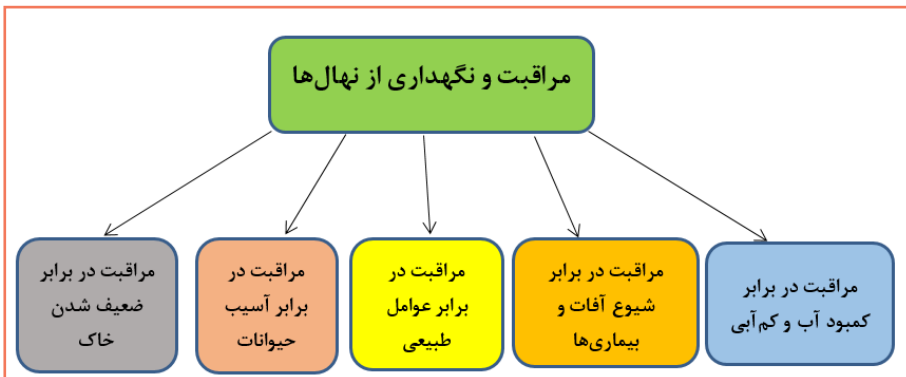 مراقبت و نگهداری از نهال‌ها
مراقبت در برابر
کمبود آب و کم‌آبی
مراقبت در برابر
شیوع آفات و
بیماری‌ها
مراقبت در
برابر عوامل
طبیعی
مراقبت در
برابر آسیب
حیوانات
مراقبت در برابر
ضعیف شدن
خاک